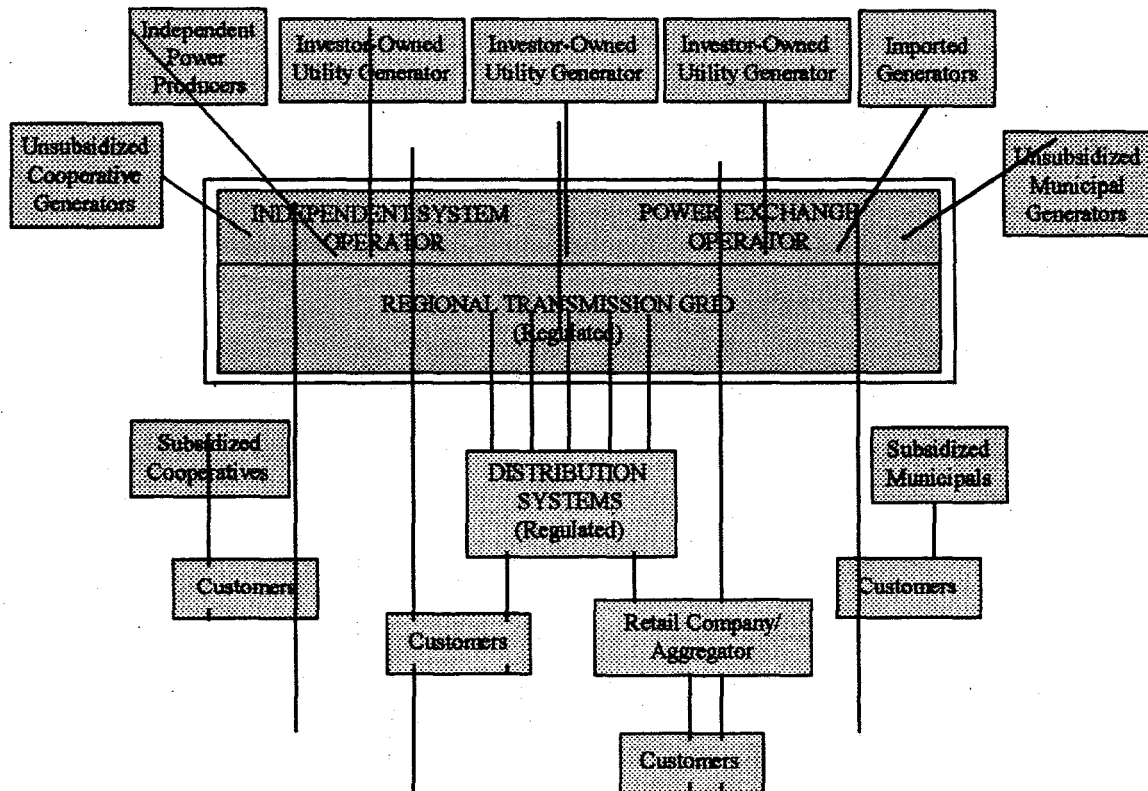 Independent
Power
Producers
Investor-Owned
Utility Generator
Investor-Owned
Utility Generator
Investor-Owned
Utility Generator
Imported
Generators
Unsubsidized
Cooperative
Generators
Unsubsidized
Municipal
Generators
INDEPENDENT SYSTEM
OPERATOR
POWER EXCHANGE
OPERATOR
REGIONAL TRANSMISSION GRID
(Regulated)
Subsidized
Cooperatives
DISTRIBUTION
SYSTEMS
(Regulated)
Subsidized
Municipals
Customers
Customers
Customers
Retail Company/
Aggregator
Customers